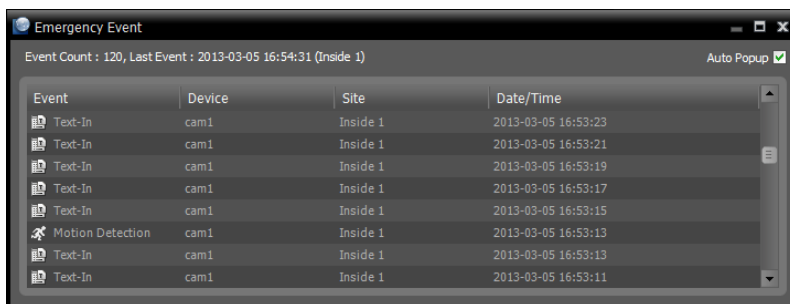 Emergency Event
Event Count : 120, Last Event : 2013-03-05 16:54:31 (Inside 1) Auto Popup
Event Device Site Date/Time
Text-In cam1 Inside 1 2013-03-05 16:53:23
Text-In cam1 Inside 1 2013-03-05 16:53:21
Text-In cam1 Inside 1 2013-03-05 16:53:19
Text-In cam1 Inside 1 2013-03-05 16:53:17
Text-In cam1 Inside 1 2013-03-05 16:53:15
Motion Detection cam1 Inside 1 2013-03-05 16:53:13
Text-In cam1 Inside 1 2013-03-05 16:53:13
Text-In cam1 Inside 1 2013-03-05 16:53:11